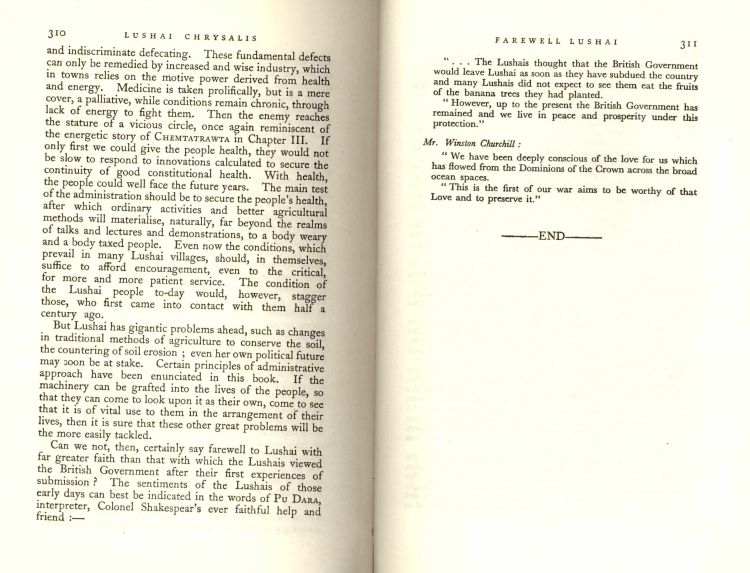 310 LUSHAI CHRYSALIS
and indiscriminate defecating. These fundamental defects
can only be remedied by increased and wise industry, which
in towns relies on the motive power derived from health
and energy. Medicine is taken prolifically, but is a mere
cover, a palliative, while conditions remain chronic, through
lack of energy to fight them. Then the enemy reaches
the stature of a vicious circle, once again reminiscent of
the energetic story of CHEMTATRAWTA in Chapter III. If
only first we could give the people health, they would not
be slow to respond to innovations calculated to secure the
continuity of good constitutional health. With health,
the people could well face the future years. The main test
of the administration should be to secure the people's health,
after which ordinary activities and better agricultural
methods will materialise, naturally, far beyond the realms
of talks and lectures and demonstrations, to a body weary
and a body taxed people. Even now the conditions, which
prevail in many Lushai villages, should, in themselves,
suffice to afford encouragement, even to the critical,
for more and more patient service. The condition of
the Lushai people to-day would, however, stagger
those, who first came into contact with them half a
century ago.
But Lushai has gigantic problems ahead, such as changes
in traditional methods of agriculture to conserve the soil,
the countering of soil erosion ; even her own political future
may soon be at stake. Certain principles of administrative
approach have been enunciated in this book. If the
machinery can be grafted into the lives of the people, so
that they can come to look upon it as their own, come to see
that it is of vital use to them in the arrangement of their
lives, then it is sure that these other great problems will be
the more easily tackled.
Can we not, then, certainly say farewell to Lushai with
far greater faith than that with which the Lushais viewed
the British Government after their first experiences of
submission ? The sentiments of the Lushais of those
early days can best be indicated in the words of PU DARA,
interpreter, Colonel Shakespear's ever faithful help and
friend :—
FAREWELL LUSHAI 311
" . . . The Lushais thought that the British Government
would leave Lushai as soon as they have subdued the country
and many Lushais did not expect to see them eat the fruits
of the banana trees they had planted.
" However, up to the present the British Government has
remained and we live in peace and prosperity under this
protection."
Mr. Winston Churchill :
" We have been deeply conscious of the love for us which
has flowed from the Dominions of the Crown across the broad
ocean spaces.
" This is the first of our war aims to be worthy of that
Love and to preserve it."
———END———